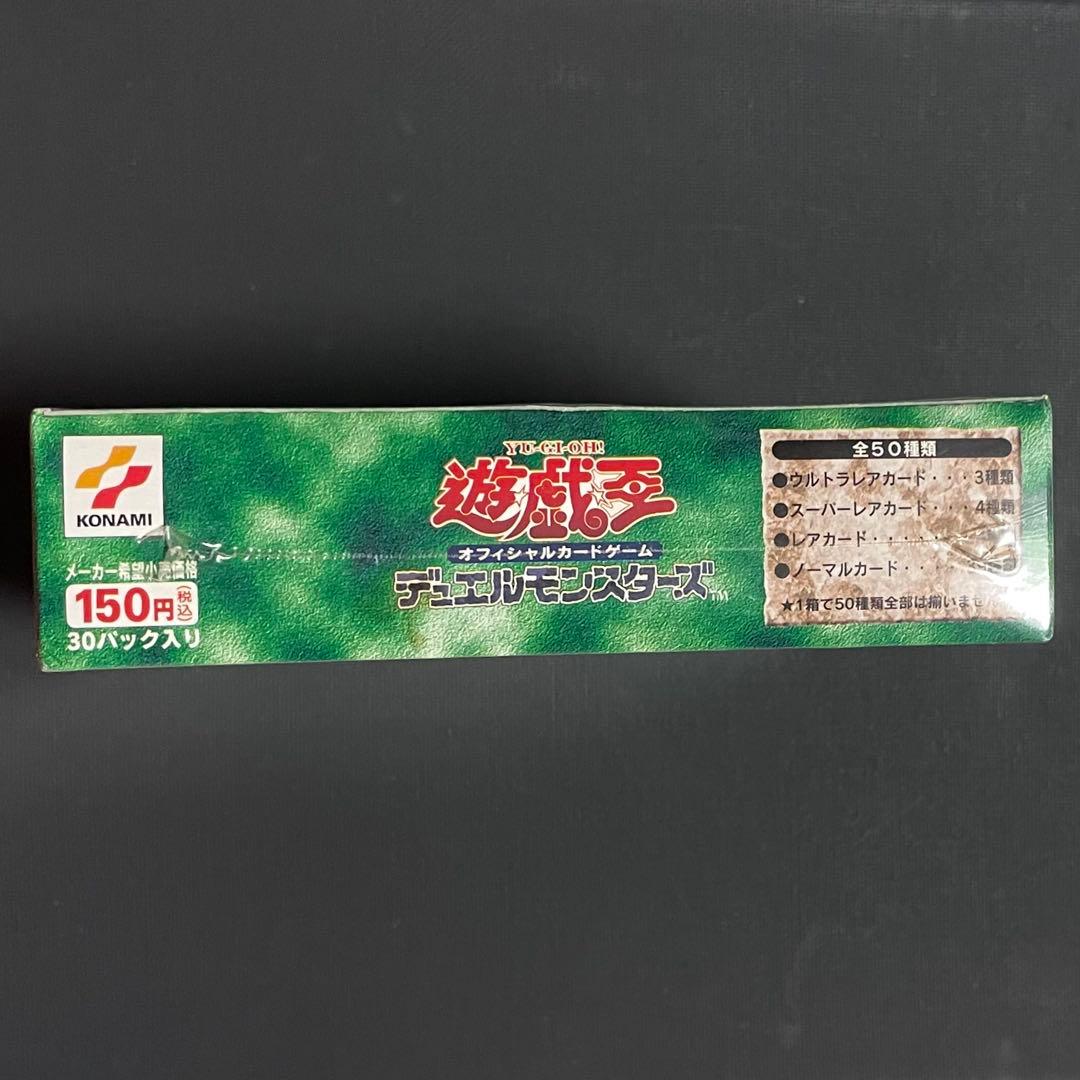 KONAMI
メーカー希望小売価格
150円
税込
30パック入り
YU-GI-OH!
遊戯王
オフィシャルカードゲーム
デュエルモンスターズ™
全50種類
●ウルトラレアカード・・・3種類
●スーパーレアカード・・・4種類
●レアカード・・・・・・
●ノーマルカード・・・
★1箱で50種類全部は揃いませ